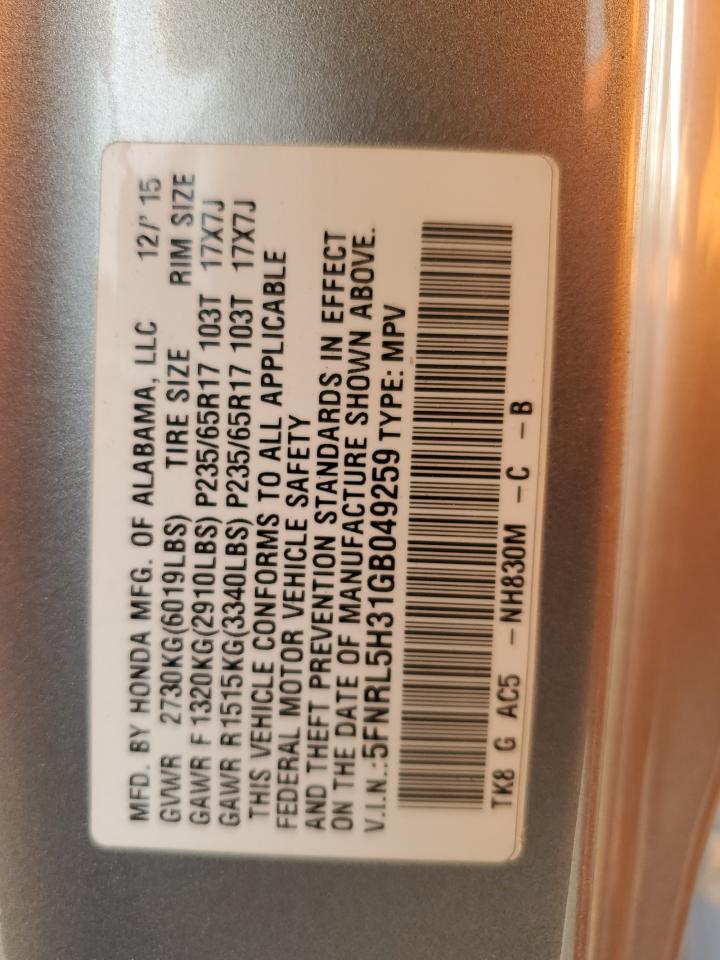 MFD. BY HONDA MFG. OF ALABAMA, LLC 12/' 15
GVWR 2730KG(6019LBS) TIRE SIZE RIM SIZE
GAWR F 1320KG(2910LBS) P235/65R17 103T 17X7J
GAWR R 1515KG(3340LBS) P235/65R17 103T 17X7J
THIS VEHICLE CONFORMS TO ALL APPLICABLE
FEDERAL MOTOR VEHICLE SAFETY
AND THEFT PREVENTION STANDARDS IN EFFECT
ON THE DATE OF MANUFACTURE SHOWN ABOVE.
V.I.N.:5FNRL5H31GB049259 TYPE: MPV
TK8 G AC5 -NH830M -C -B